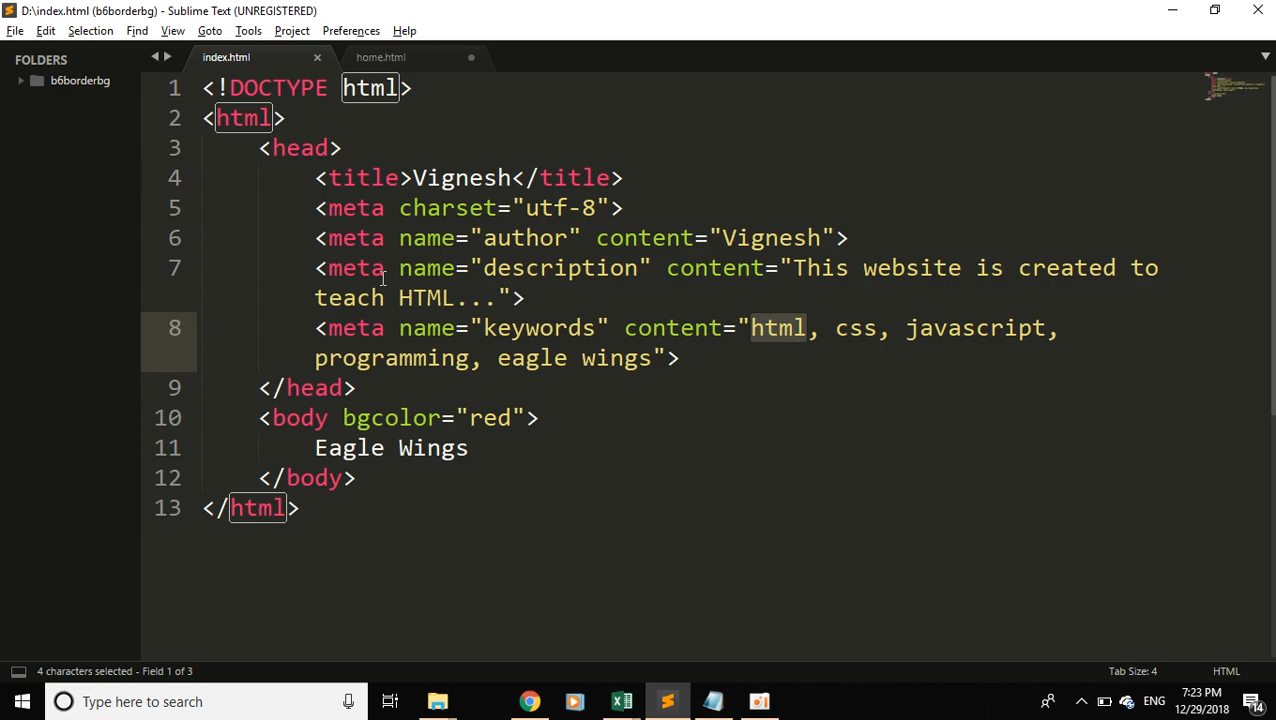 D:\index.html (b6borderbg) - Sublime Text (UNREGISTERED)
File Edit Selection Find View Goto Tools Project Preferences Help
FOLDERS
b6borderbg
index.html home.html
1 <!DOCTYPE html>
2 <html>
3 <head>
4 <title>Vignesh</title>
5 <meta charset="utf-8">
6 <meta name="author" content="Vignesh">
7 <meta name="description" content="This website is created to
teach HTML...">
8 <meta name="keywords" content="html, css, javascript,
programming, eagle wings">
9 </head>
10 <body bgcolor="red">
11 Eagle Wings
12 </body>
13 </html>
4 characters selected - Field 1 of 3 Tab Size: 4 HTML
Type here to search ENG 7:23 PM
12/29/2018 14